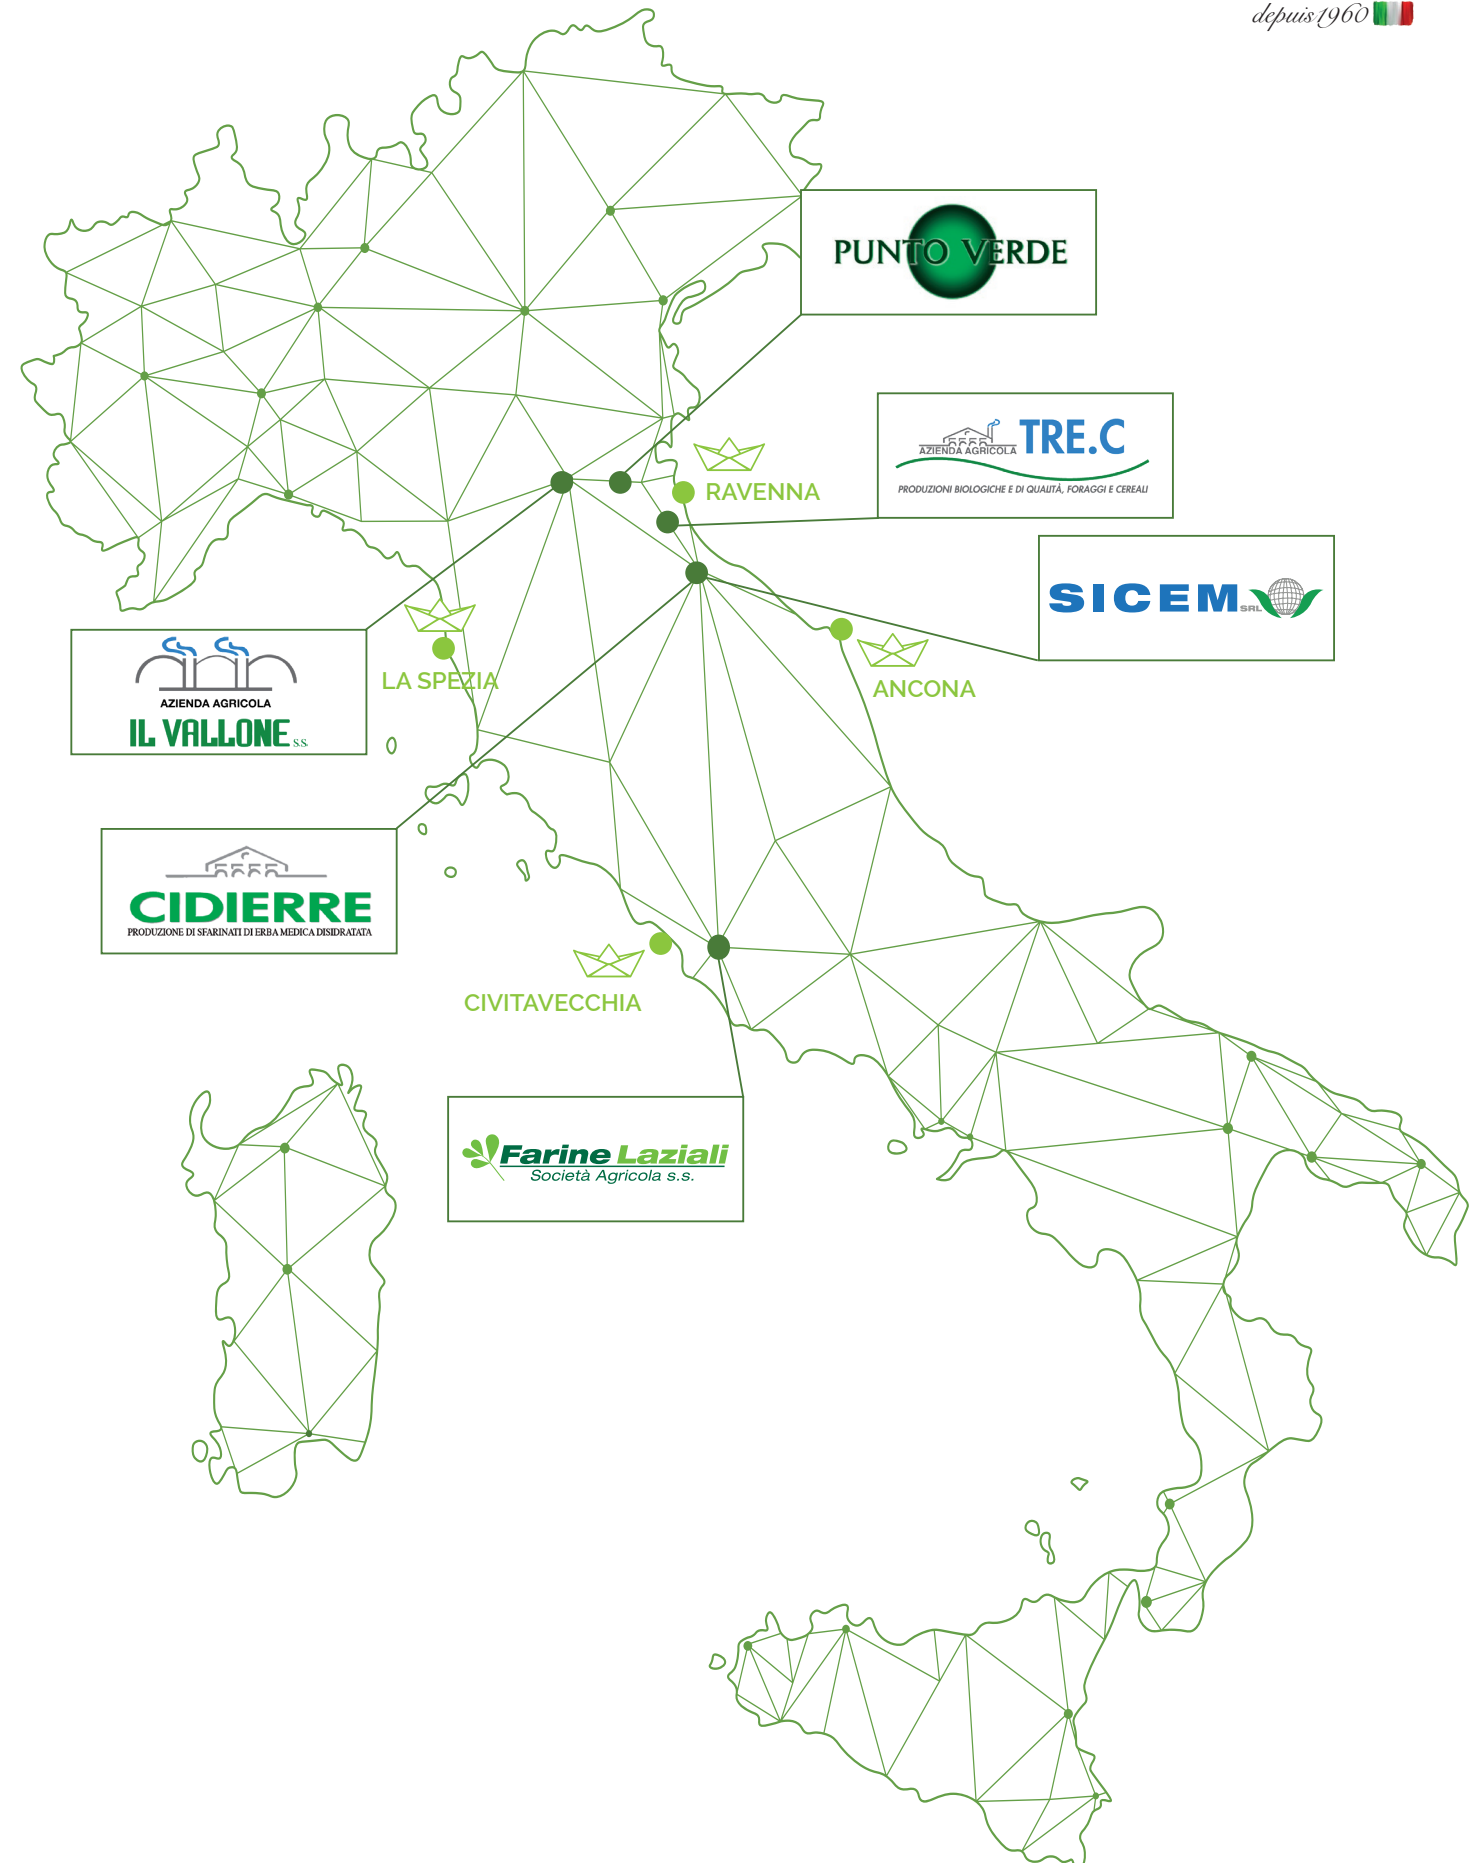 depuis 1960
PUNTO VERDE
AZIENDA AGRICOLA TRE.C
PRODUZIONI BIOLOGICHE E DI QUALITÀ, FORAGGI E CEREALI
RAVENNA
SICEM SRL
LA SPEZIA
ANCONA
AZIENDA AGRICOLA
IL VALLONE S.S.
CIDIERRE
PRODUZIONE DI SFARINATI DI ERBA MEDICA DISIDRATATA
CIVITAVECCHIA
Farine Laziali
Società Agricola s.s.